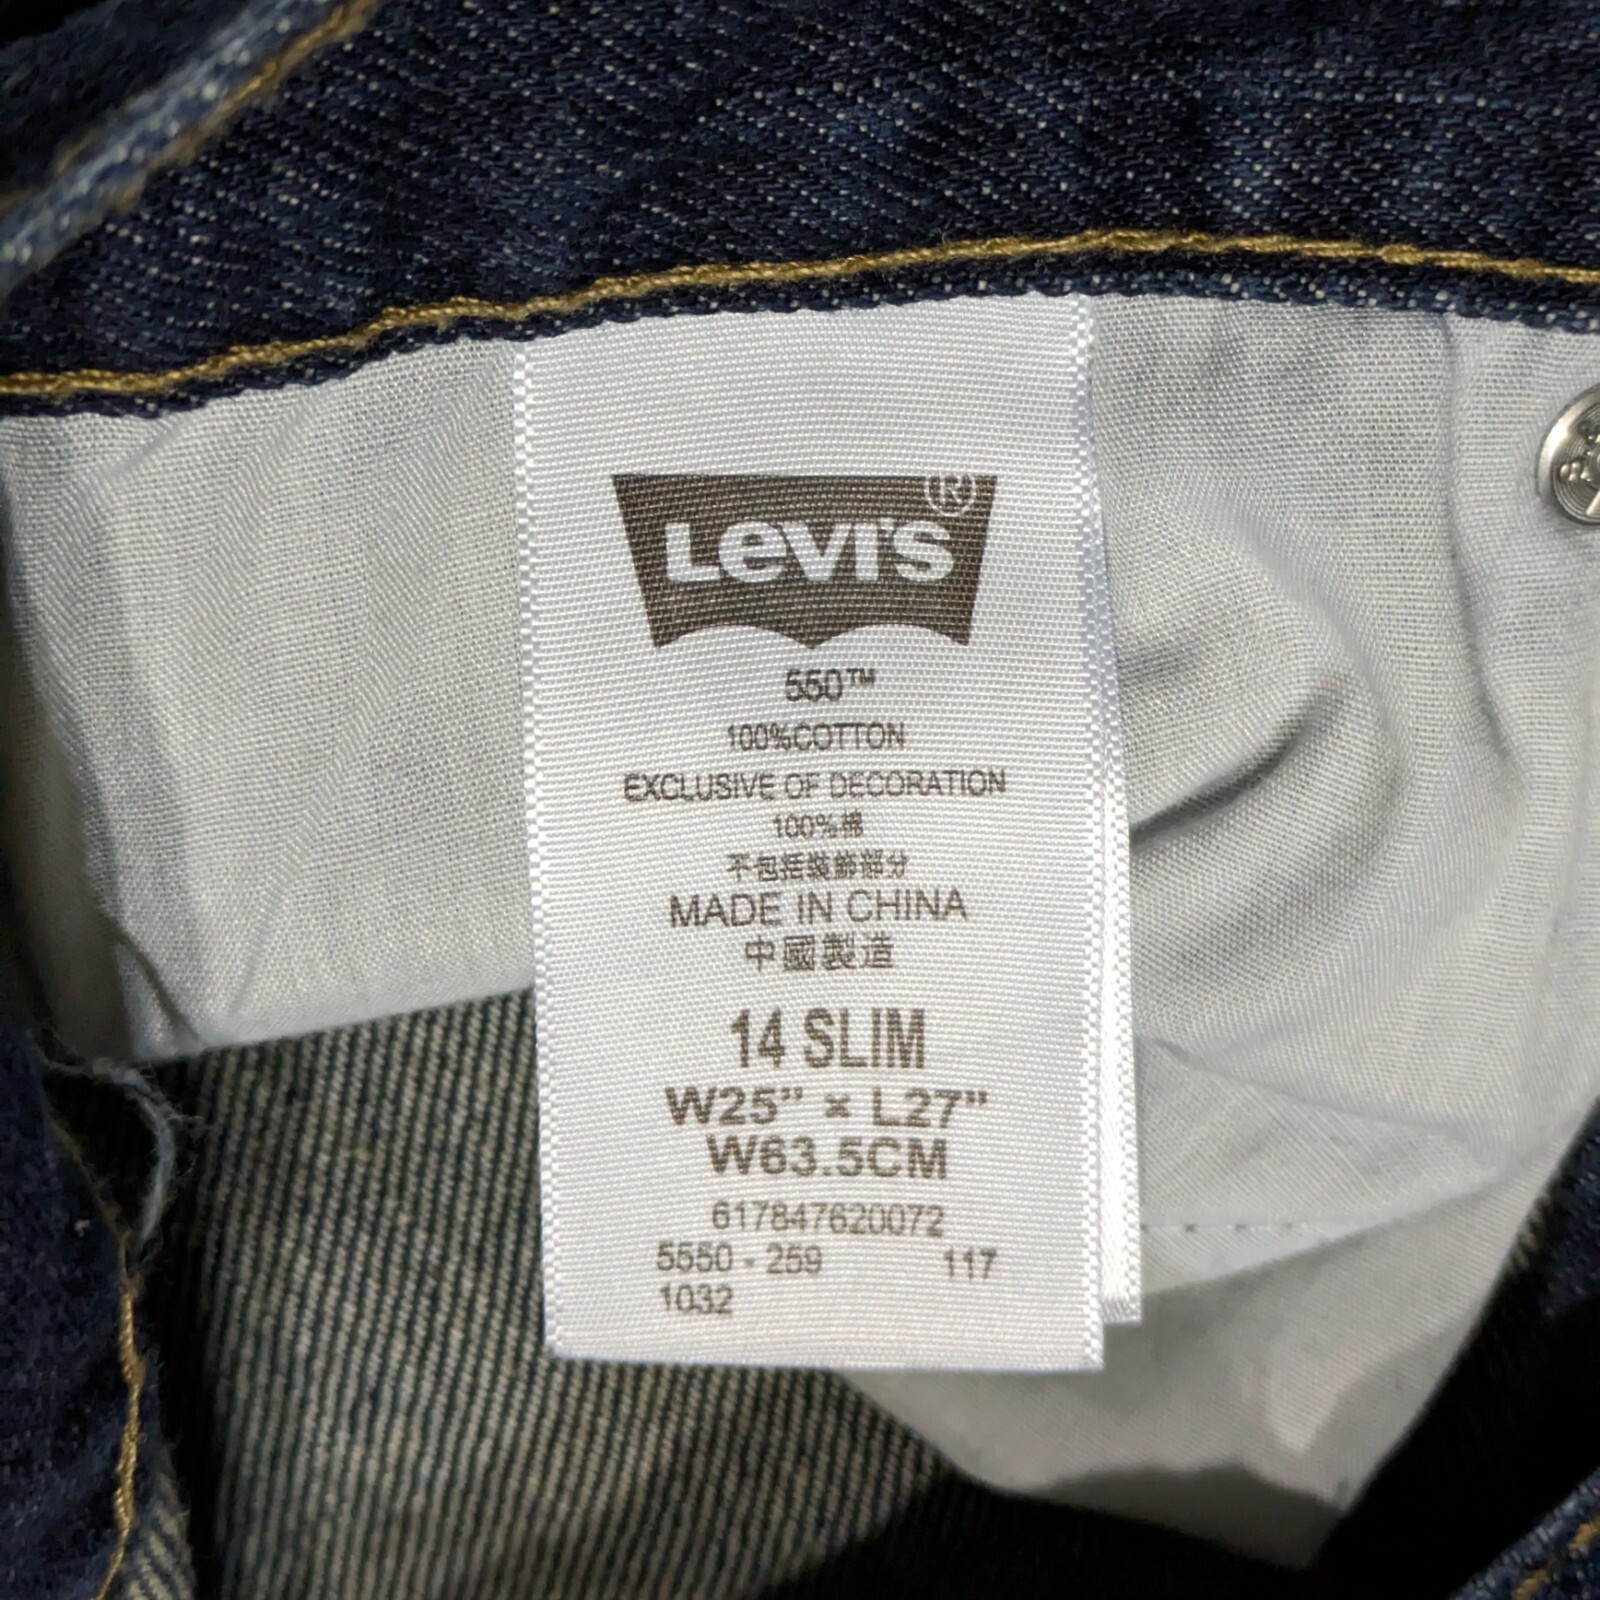 LEVI'S®
550™
100%COTTON
EXCLUSIVE OF DECORATION
100%棉
不包括裝飾部分
MADE IN CHINA
中國製造
14 SLIM
W25" × L27"
W63.5CM
617847620072
5550 - 259 117
1032